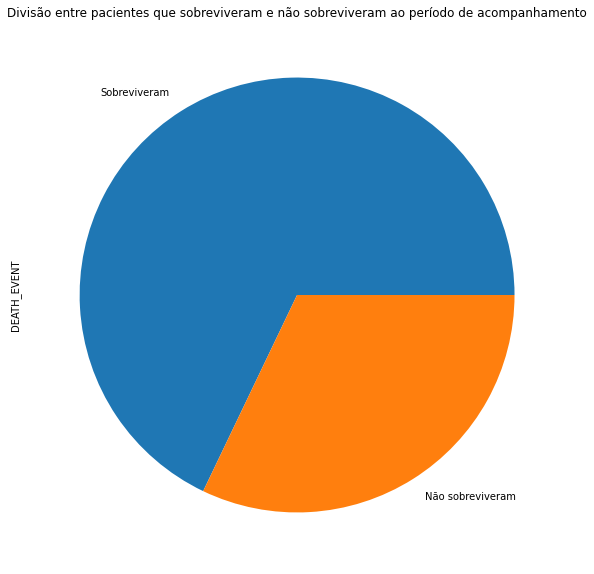 Divisão entre pacientes que sobreviveram e não sobreviveram ao período de acompanhamento
Sobreviveram
DEATH_EVENT
Não sobreviveram